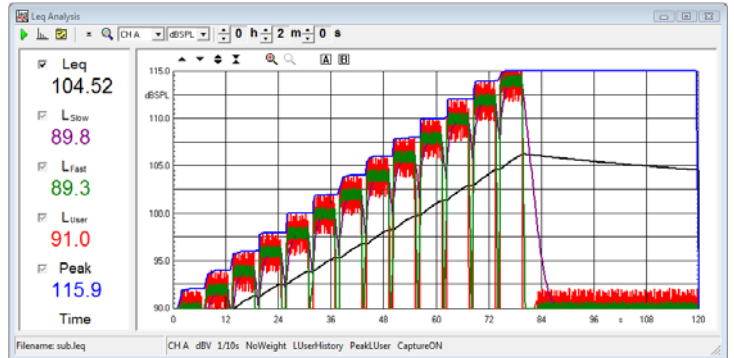 Leq Analysis
CH A dBSPL 0 h 2 m 0 s
A B
Leq
104.52
LSlow
89.8
LFast
89.3
LUser
91.0
Peak
115.9
Time
115.0
dBSPL
110.0
105.0
100.0
95.0
90.0
0 12 24 36 48 60 72 84 96 s 108 120
Filename: sub.leq
CH A dBV 1/10s NoWeight LUserHistory PeakLUser CaptureON